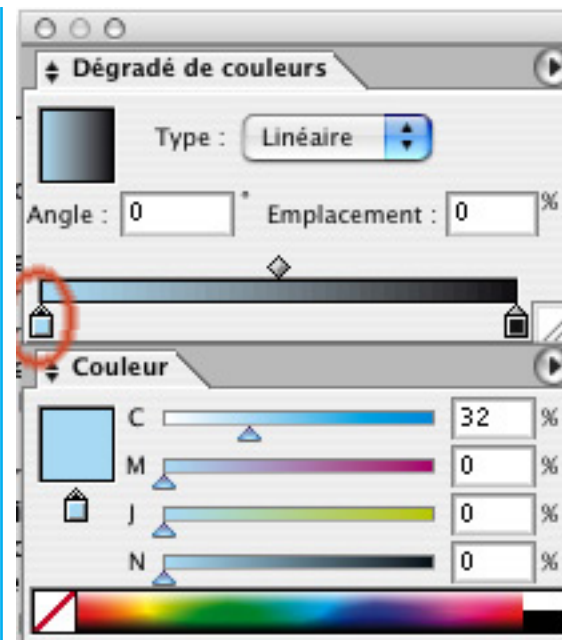 Dégradé de couleurs
Type : Linéaire
Angle : 0 ° Emplacement : 0 %
Couleur
C 32 %
M 0 %
J 0 %
N 0 %